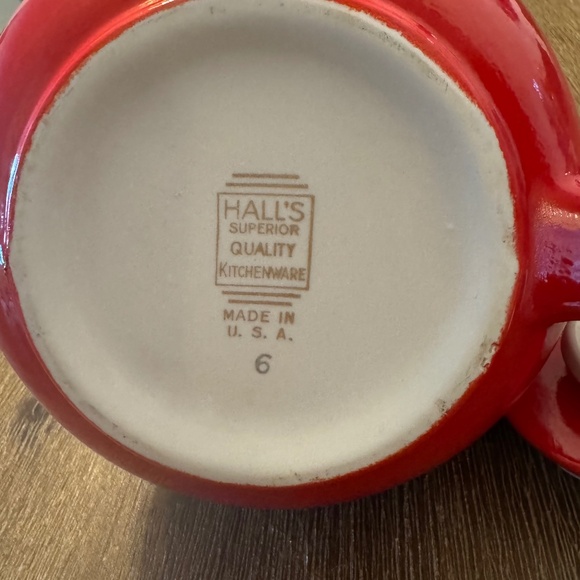 HALL'S
SUPERIOR
QUALITY
KITCHENWARE
MADE IN
U. S. A.
6